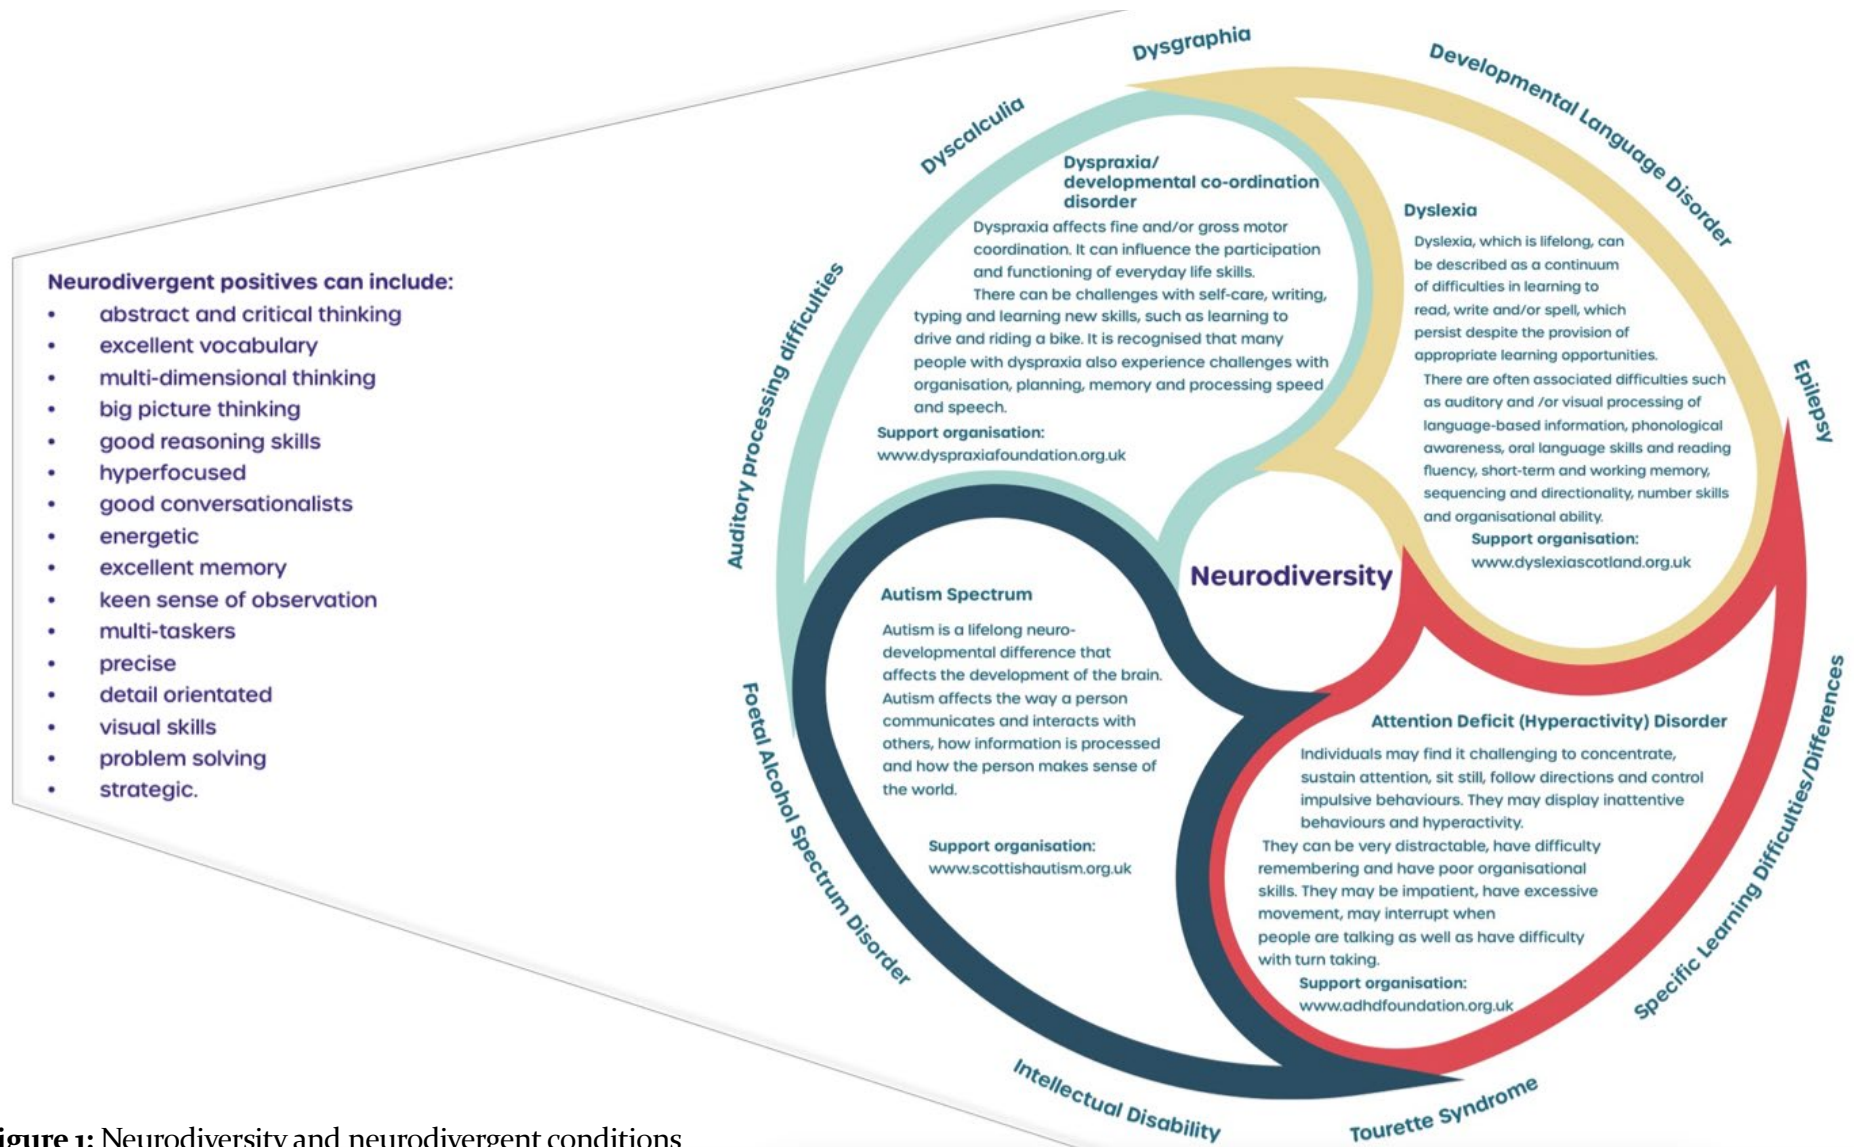 Neurodivergent positives can include:
• abstract and critical thinking
• excellent vocabulary
• multi-dimensional thinking
• big picture thinking
• good reasoning skills
• hyperfocused
• good conversationalists
• energetic
• excellent memory
• keen sense of observation
• multi-taskers
• precise
• detail orientated
• visual skills
• problem solving
• strategic.
Dysgraphia
Developmental Language Disorder
Epilepsy
Specific Learning Difficulties/Differences
Tourette Syndrome
Intellectual Disability
Foetal Alcohol Spectrum Disorder
Auditory processing difficulties
Dyscalculia
Dyspraxia/
developmental co-ordination
disorder
Dyspraxia affects fine and/or gross motor
coordination. It can influence the participation
and functioning of everyday life skills.
There can be challenges with self-care, writing,
typing and learning new skills, such as learning to
drive and riding a bike. It is recognised that many
people with dyspraxia also experience challenges with
organisation, planning, memory and processing speed
and speech.
Support organisation:
www.dyspraxiafoundation.org.uk
Dyslexia
Dyslexia, which is lifelong, can
be described as a continuum
of difficulties in learning to
read, write and/or spell, which
persist despite the provision of
appropriate learning opportunities.
There are often associated difficulties such
as auditory and /or visual processing of
language-based information, phonological
awareness, oral language skills and reading
fluency, short-term and working memory,
sequencing and directionality, number skills
and organisational ability.
Support organisation:
www.dyslexiascotland.org.uk
Neurodiversity
Autism Spectrum
Autism is a lifelong neuro-
developmental difference that
affects the development of the brain.
Autism affects the way a person
communicates and interacts with
others, how information is processed
and how the person makes sense of
the world.
Support organisation:
www.scottishautism.org.uk
Attention Deficit (Hyperactivity) Disorder
Individuals may find it challenging to concentrate,
sustain attention, sit still, follow directions and control
impulsive behaviours. They may display inattentive
behaviours and hyperactivity.
They can be very distractable, have difficulty
remembering and have poor organisational
skills. They may be impatient, have excessive
movement, may interrupt when
people are talking as well as have difficulty
with turn taking.
Support organisation:
www.adhdfoundation.org.uk
igure 1: Neurodiversity and neurodivergent conditions